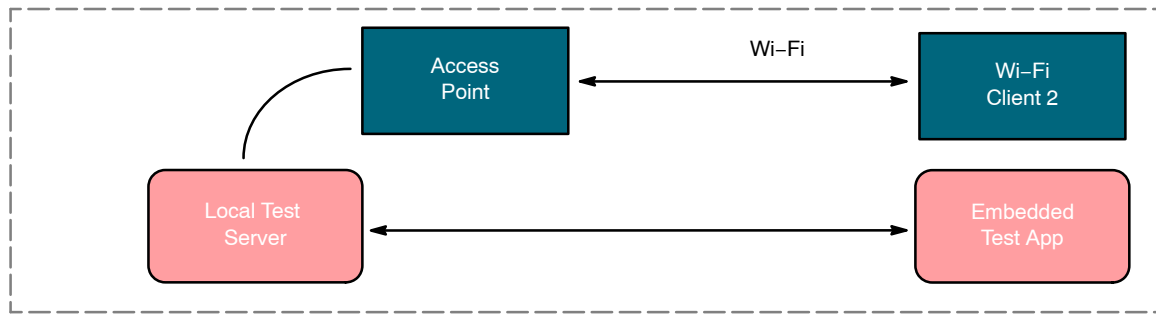 Wi−Fi
Access
Point
Wi−Fi
Client 2
Local Test
Server
Embedded
Test App